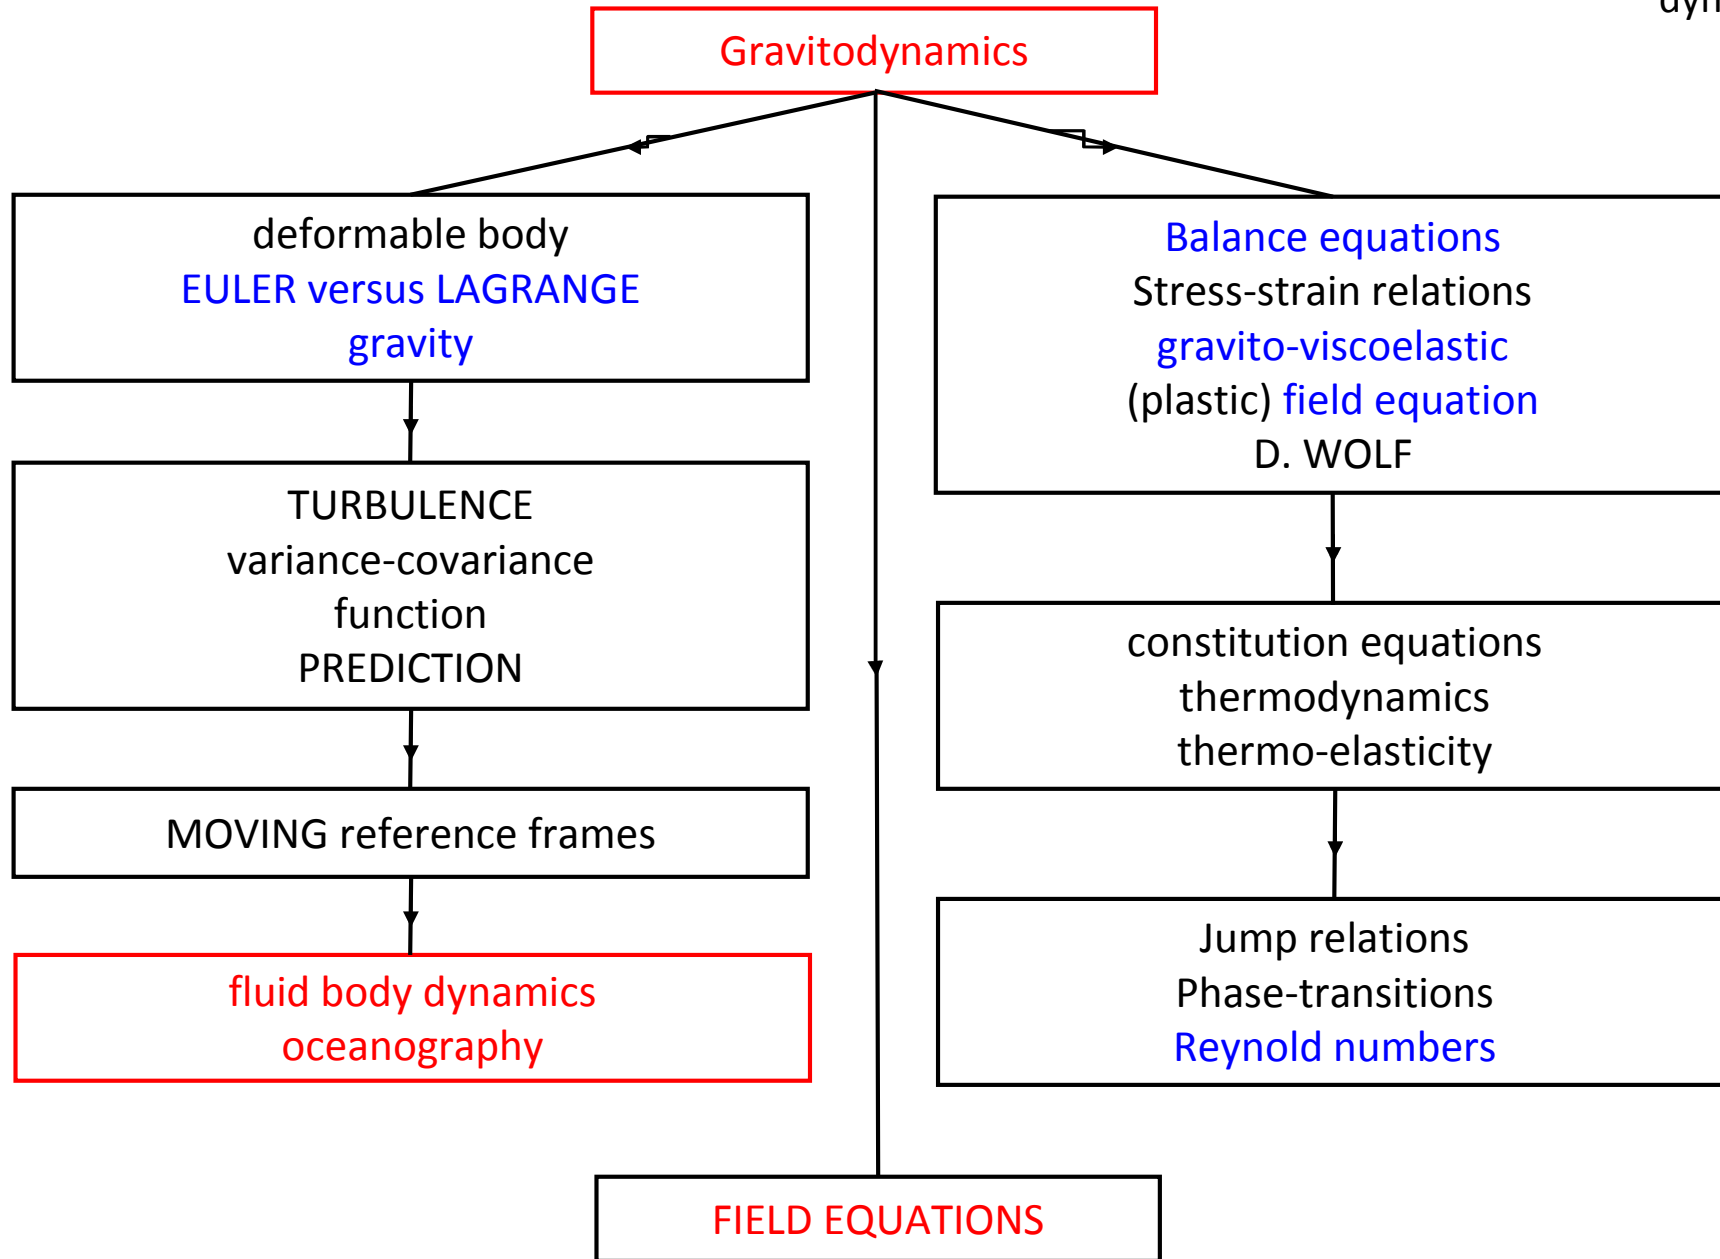 Gravitodynamics
deformable body
EULER versus LAGRANGE
gravity
TURBULENCE
variance-covariance
function
PREDICTION
MOVING reference frames
fluid body dynamics
oceanography
Balance equations
Stress-strain relations
gravito-viscoelastic
(plastic) field equation
D. WOLF
constitution equations
thermodynamics
thermo-elasticity
Jump relations
Phase-transitions
Reynold numbers
FIELD EQUATIONS